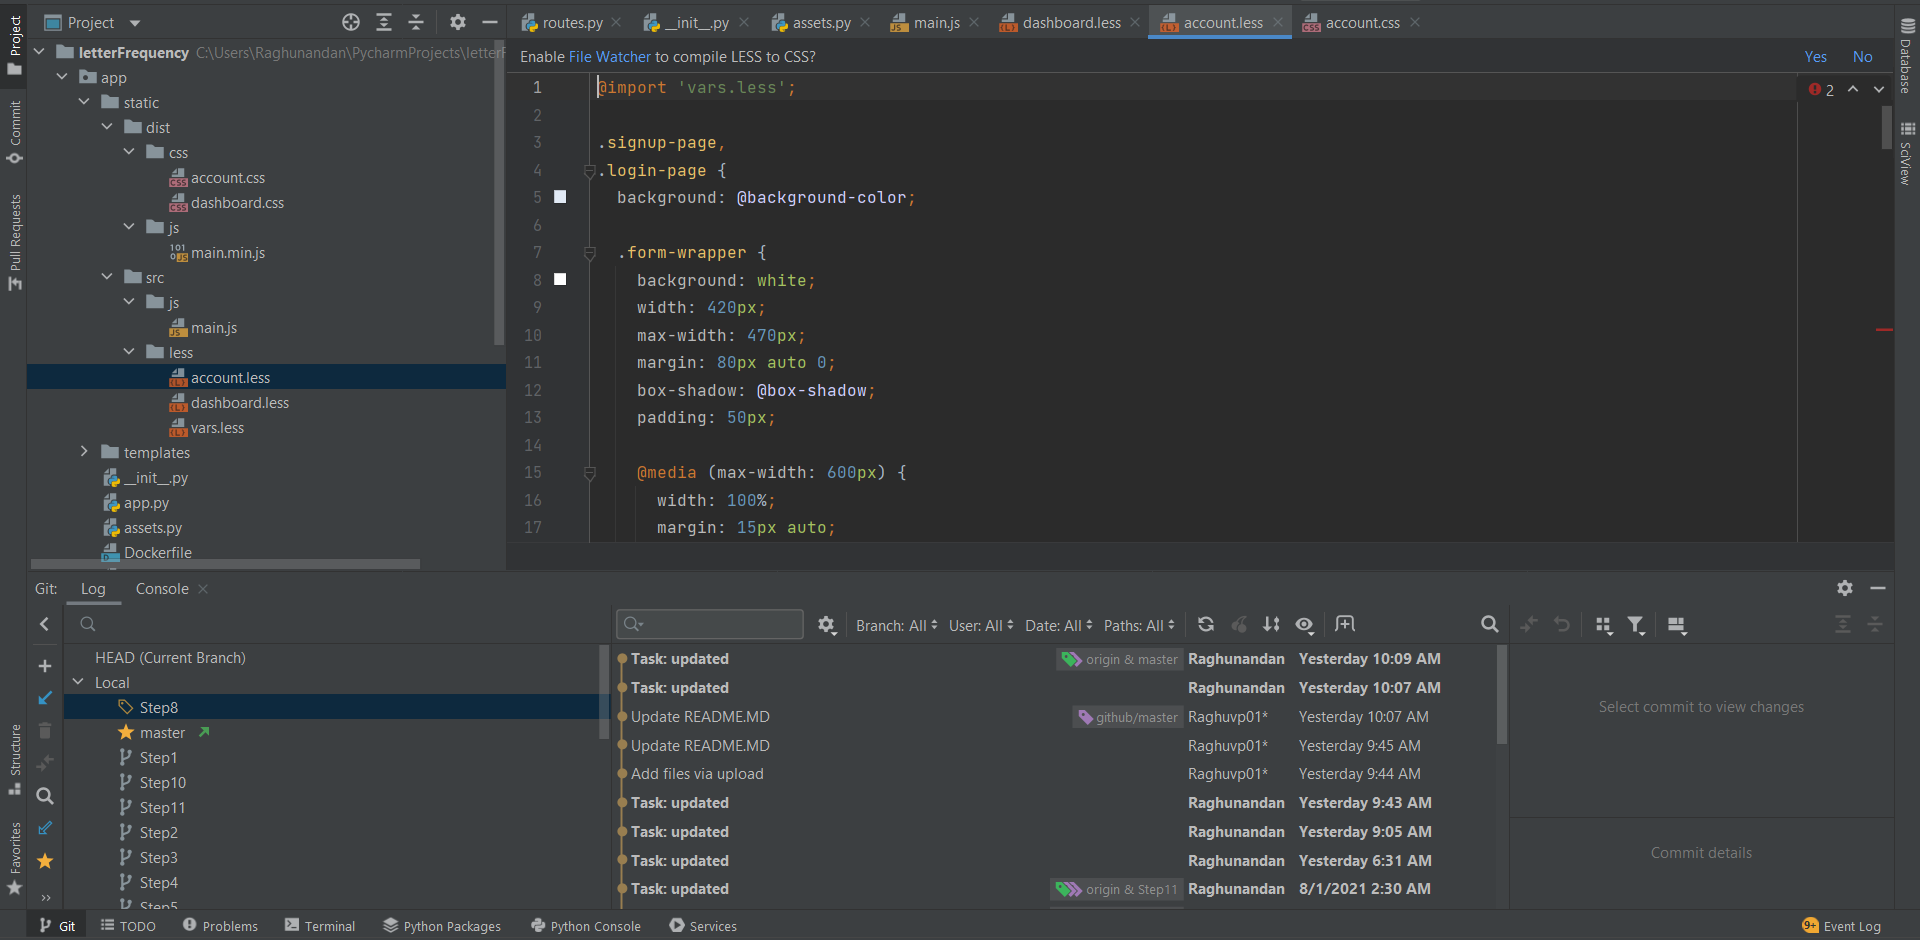 Project
Commit
Pull Requests
Structure
Favorites
Project
letterFrequency C:\Users\Raghunandan\PycharmProjects\letterF
app
static
dist
css
account.css
dashboard.css
js
main.min.js
src
js
main.js
less
account.less
dashboard.less
vars.less
templates
__init__.py
app.py
assets.py
Dockerfile
routes.py
__init__.py
assets.py
main.js
dashboard.less
account.less
account.css
Enable File Watcher to compile LESS to CSS?
Yes No
2
1 @import 'vars.less';
2
3 .signup-page,
4 .login-page {
5 background: @background-color;
6
7 .form-wrapper {
8 background: white;
9 width: 420px;
10 max-width: 470px;
11 margin: 80px auto 0;
12 box-shadow: @box-shadow;
13 padding: 50px;
14
15 @media (max-width: 600px) {
16 width: 100%;
17 margin: 15px auto;
Database
SciView
Git: Log Console
HEAD (Current Branch)
Local
Step8
master
Step1
Step10
Step11
Step2
Step3
Step4
Step5
Branch: All User: All Date: All Paths: All
Task: updated origin & master Raghunandan Yesterday 10:09 AM
Task: updated Raghunandan Yesterday 10:07 AM
Update README.MD github/master Raghuvp01* Yesterday 10:07 AM
Update README.MD Raghuvp01* Yesterday 9:45 AM
Add files via upload Raghuvp01* Yesterday 9:44 AM
Task: updated Raghunandan Yesterday 9:43 AM
Task: updated Raghunandan Yesterday 9:05 AM
Task: updated Raghunandan Yesterday 6:31 AM
Task: updated origin & Step11 Raghunandan 8/1/2021 2:30 AM
Select commit to view changes
Commit details
Git TODO Problems Terminal Python Packages Python Console Services
9+ Event Log